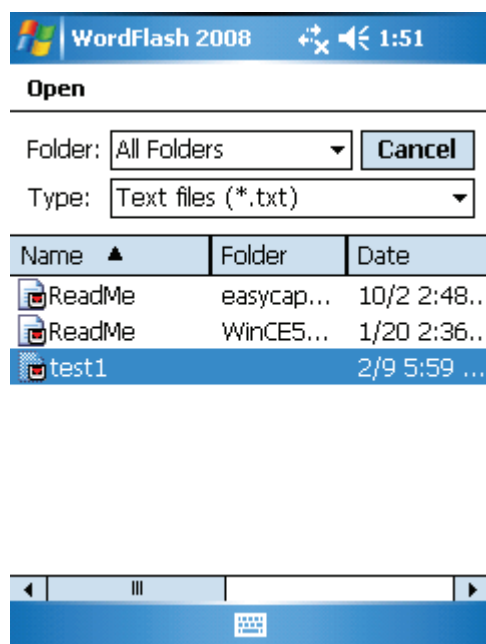 WordFlash 2008 1:51
Open
Folder: All Folders Cancel
Type: Text files (*.txt)
Name Folder Date
ReadMe easycap... 10/2 2:48..
ReadMe WinCE5... 1/20 2:36..
test1 2/9 5:59 ...